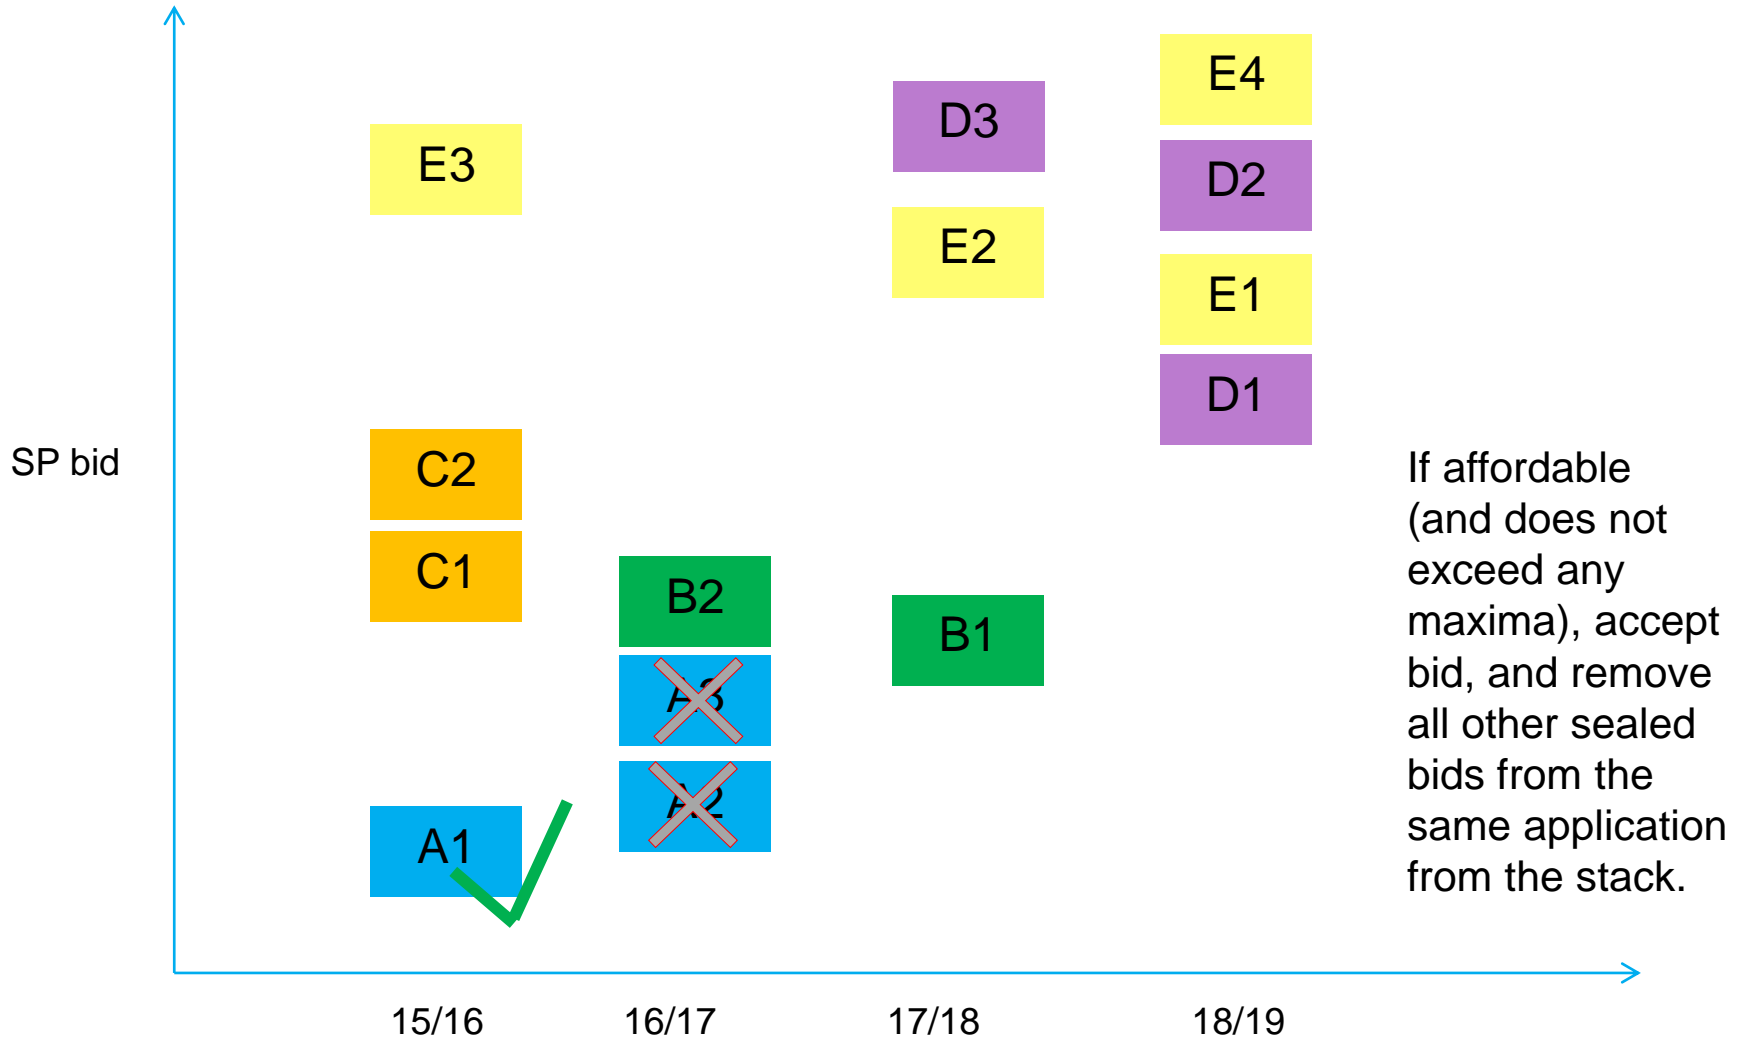 E4
D3
E3
D2
E2
E1
D1
SP bid
C2
C1
B2
B1
A3
A2
A1
If affordable
(and does not
exceed any
maxima), accept
bid, and remove
all other sealed
bids from the
same application
from the stack.
15/16
16/17
17/18
18/19